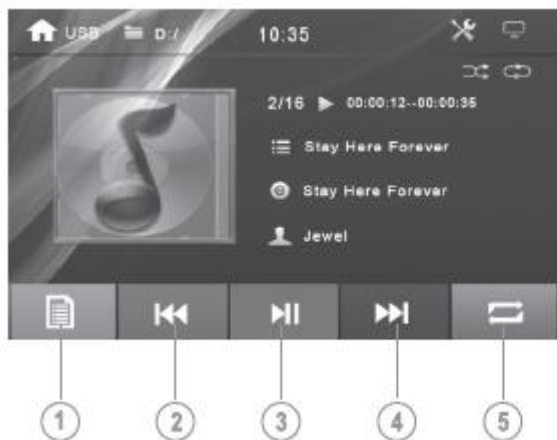 USB D:/ 10:35
2/16 00:00:12--00:00:36
Stay Here Forever
Stay Here Forever
Jewel
1 2 3 4 5